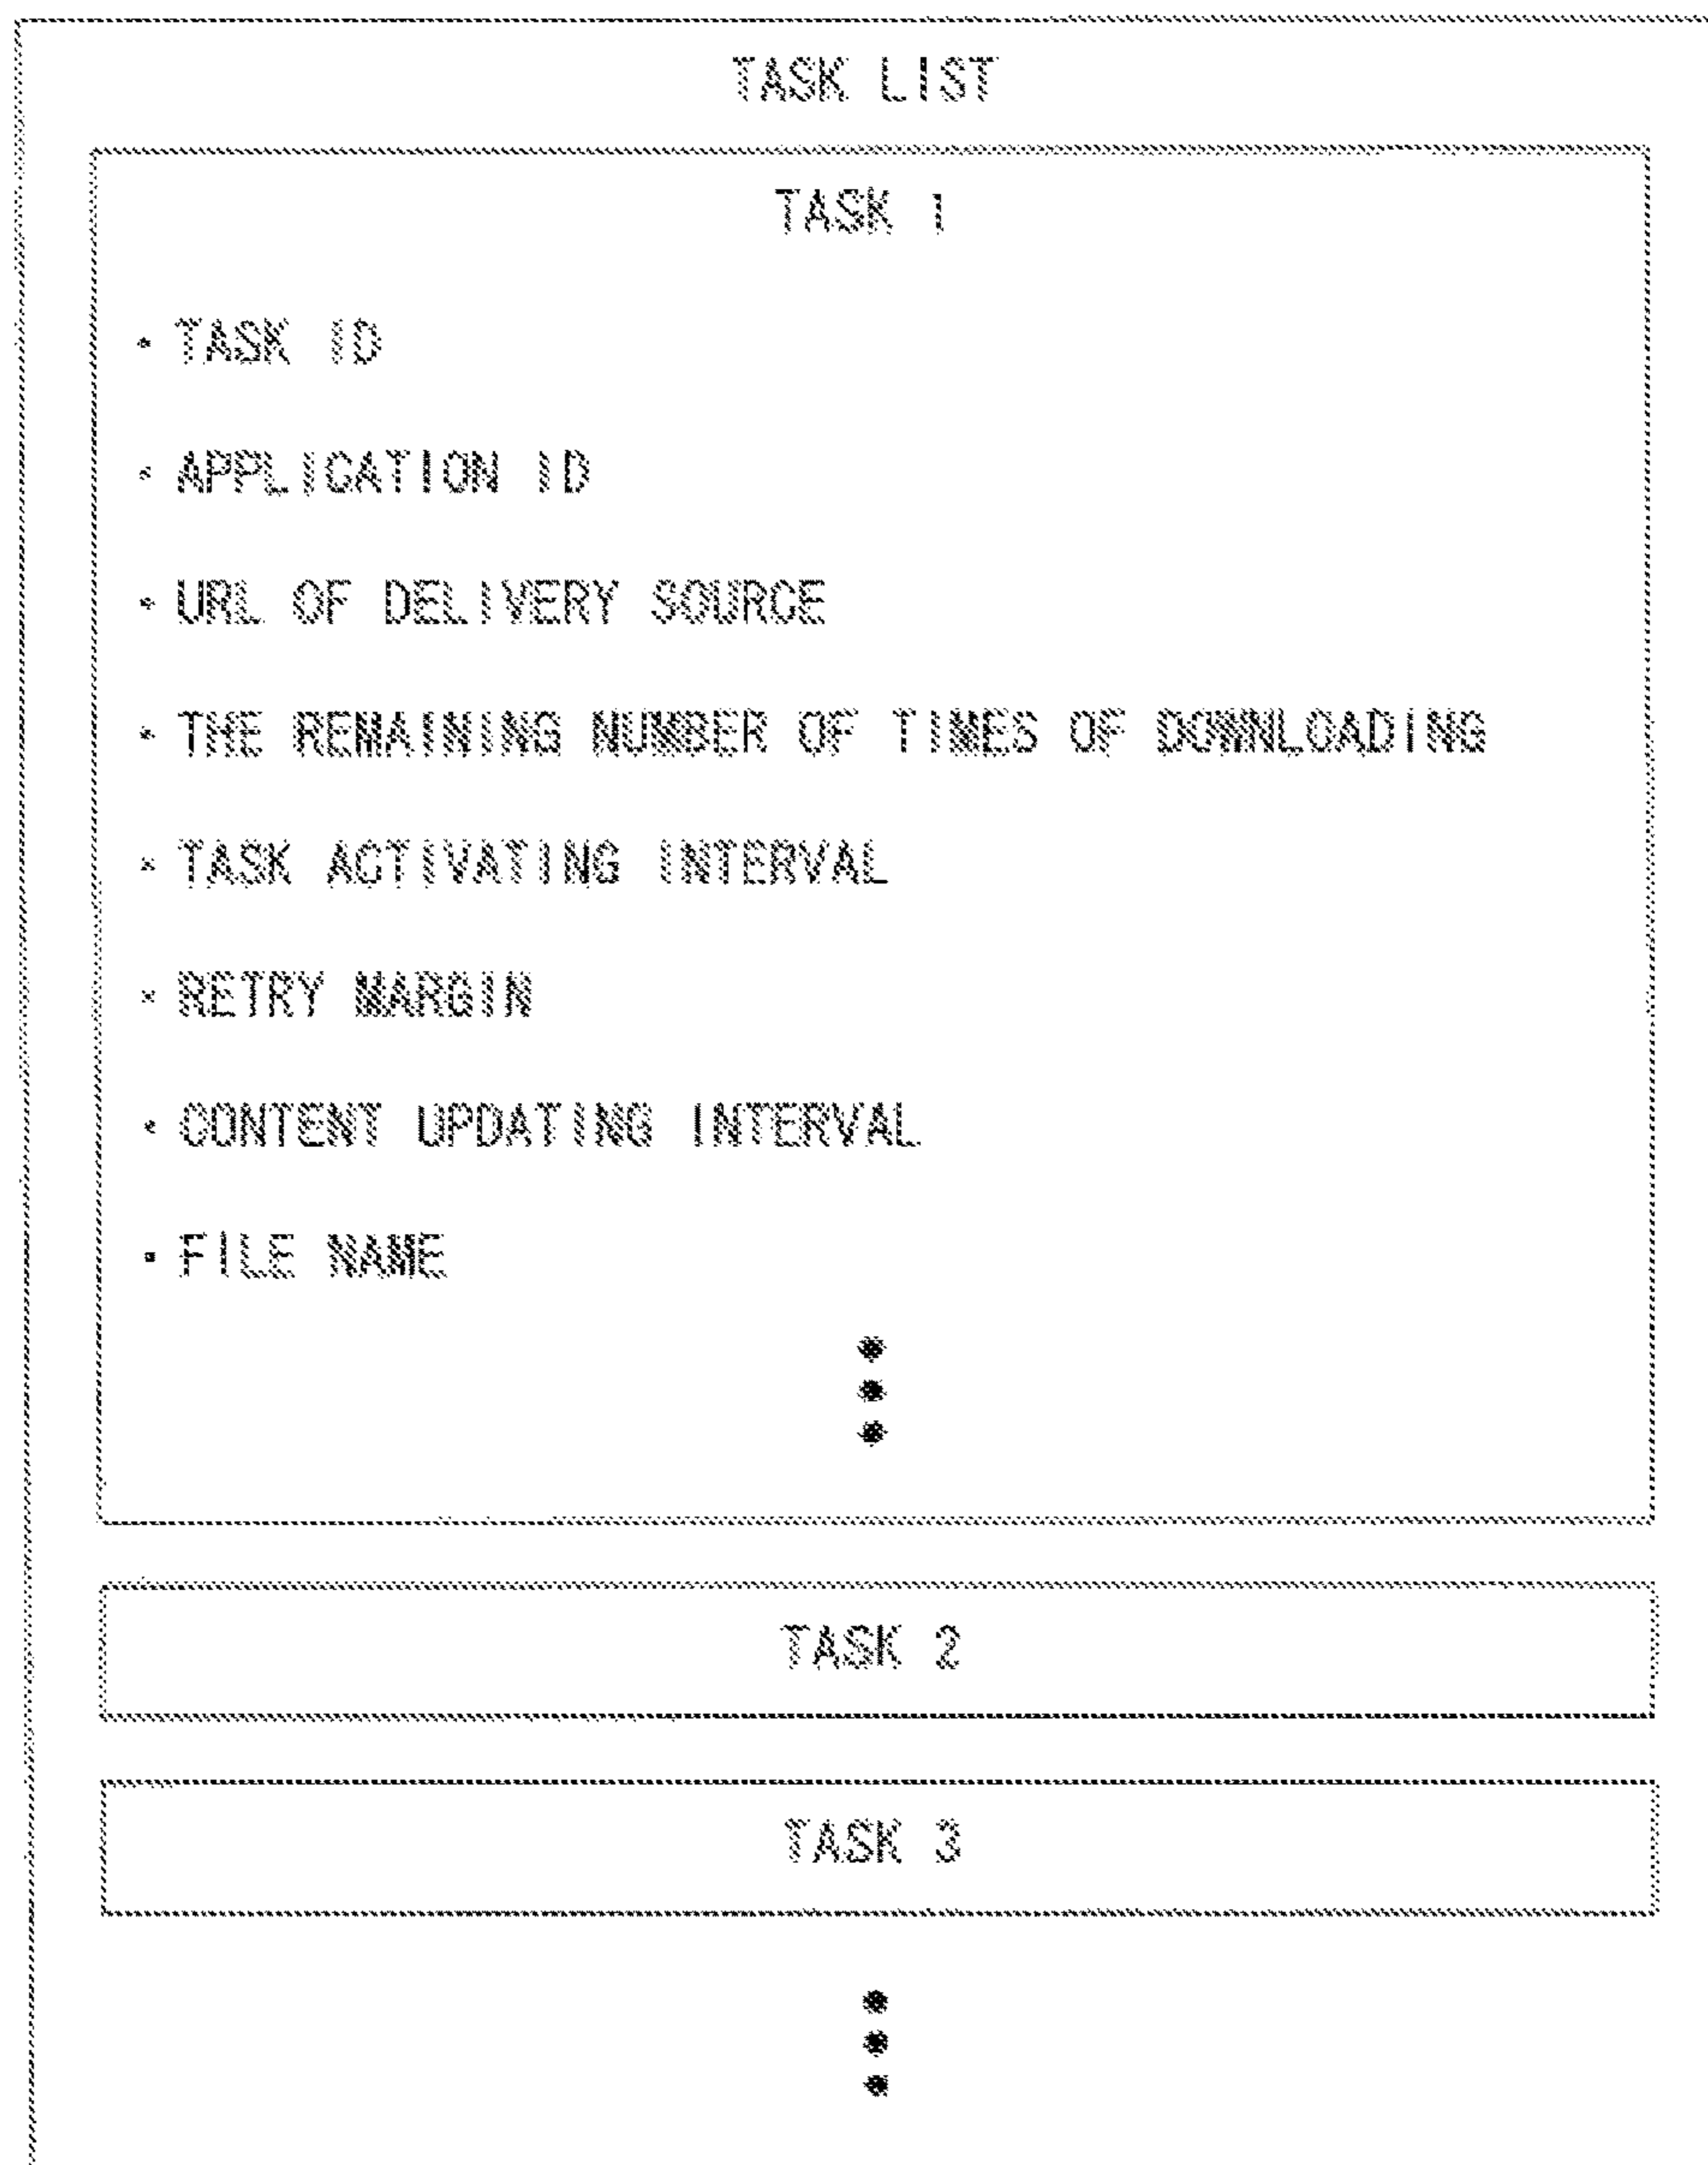 TASK LIST
TASK 1
・TASK ID
・APPLICATION ID
・URL OF DELIVERY SOURCE
・THE REMAINING NUMBER OF TIMES OF DOWNLOADING
・TASK ACTIVATING INTERVAL
・RETRY MARGIN
・CONTENT UPDATING INTERVAL
・FILE NAME
TASK 2
TASK 3